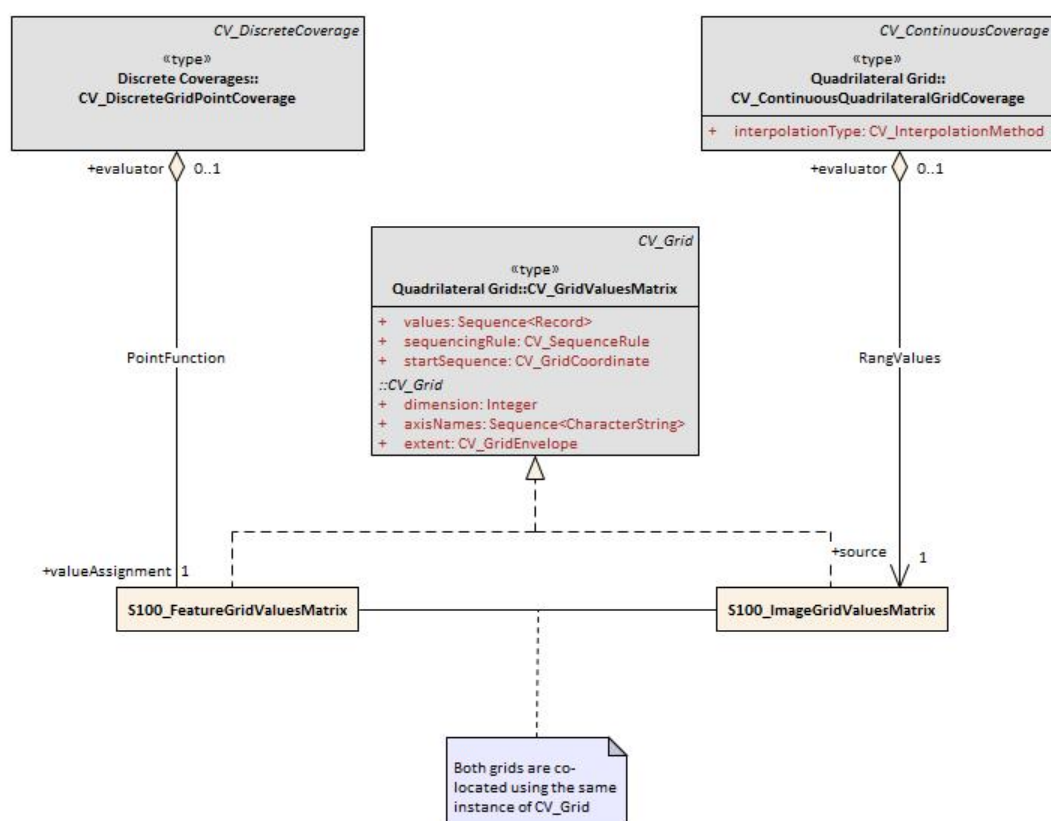 CV_DiscreteCoverage
«type»
Discrete Coverages::
CV_DiscreteGridPointCoverage
CV_ContinuousCoverage
«type»
Quadrilateral Grid::
CV_ContinuousQuadrilateralGridCoverage
+ interpolationType: CV_InterpolationMethod
+evaluator 0..1
+evaluator 0..1
CV_Grid
«type»
Quadrilateral Grid::CV_GridValuesMatrix
+ values: Sequence<Record>
+ sequencingRule: CV_SequenceRule
+ startSequence: CV_GridCoordinate
::CV_Grid
+ dimension: Integer
+ axisNames: Sequence<CharacterString>
+ extent: CV_GridEnvelope
PointFunction
RangValues
+valueAssignment 1
+source 1
S100_FeatureGridValuesMatrix
S100_ImageGridValuesMatrix
Both grids are co-
located using the same
instance of CV_Grid